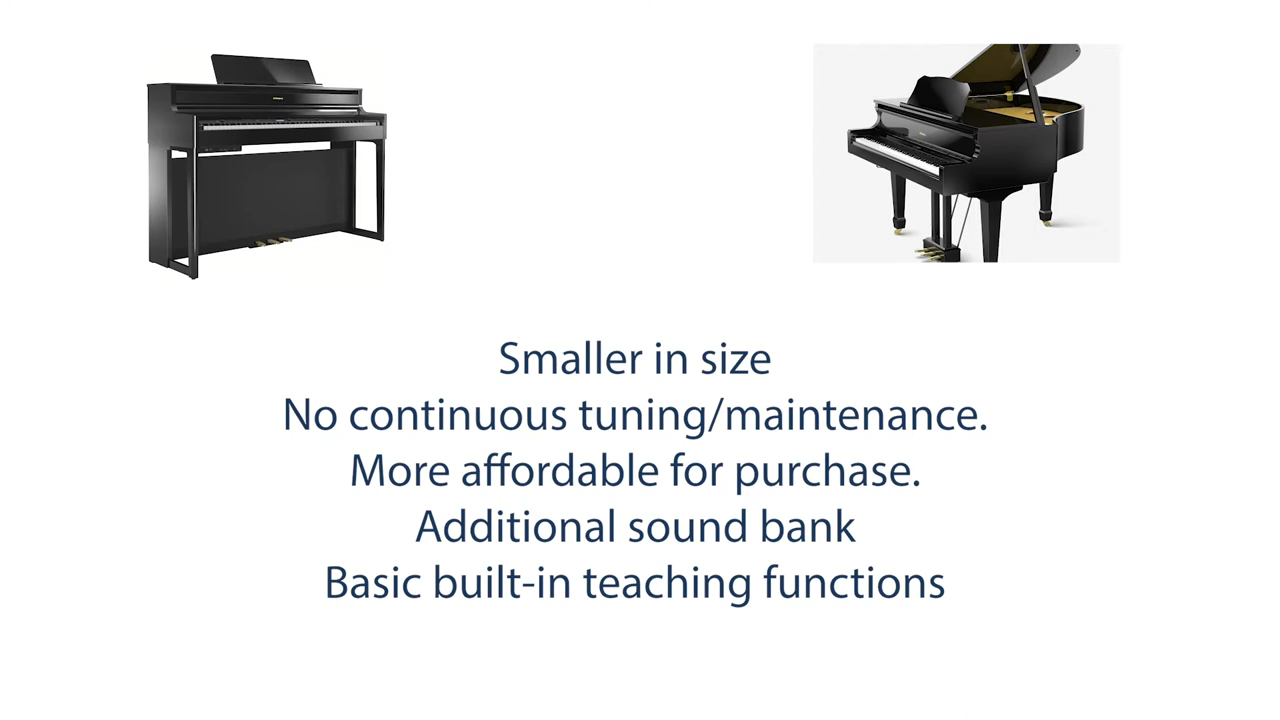 Smaller in size
No continuous tuning/maintenance.
More affordable for purchase.
Additional sound bank
Basic built-in teaching functions